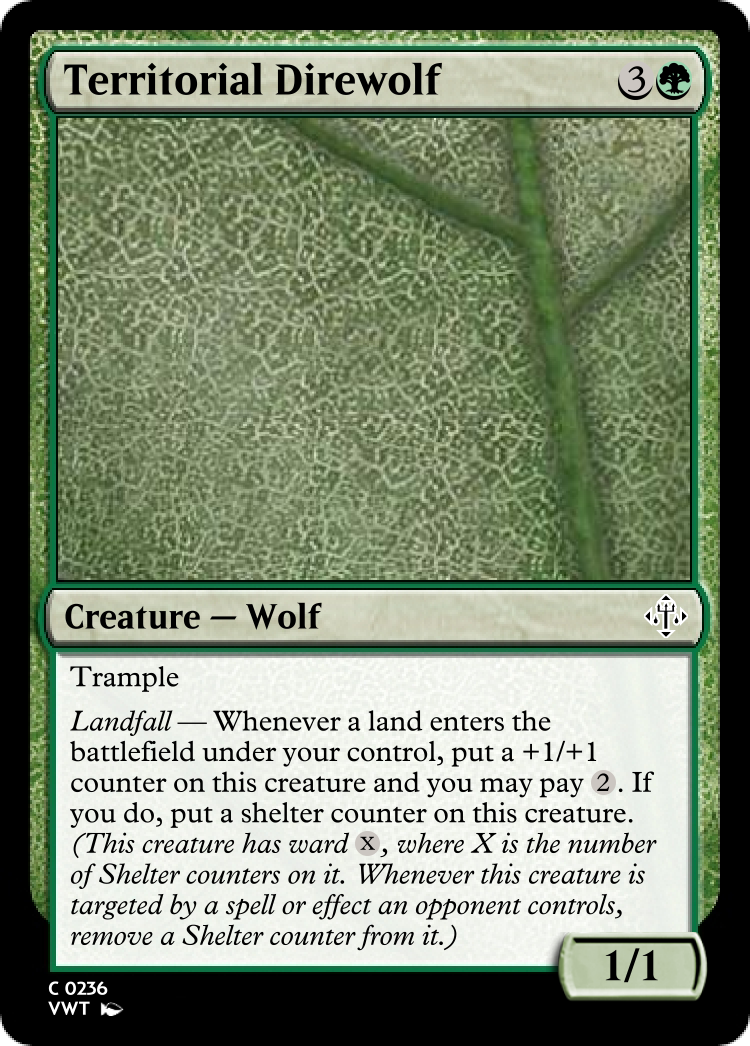 Territorial Direwolf 3
Creature — Wolf
Trample
Landfall — Whenever a land enters the
battlefield under your control, put a +1/+1
counter on this creature and you may pay 2. If
you do, put a shelter counter on this creature.
(This creature has ward X, where X is the number
of Shelter counters on it. Whenever this creature is
targeted by a spell or effect an opponent controls,
remove a Shelter counter from it.)
1/1
C 0236
VWT